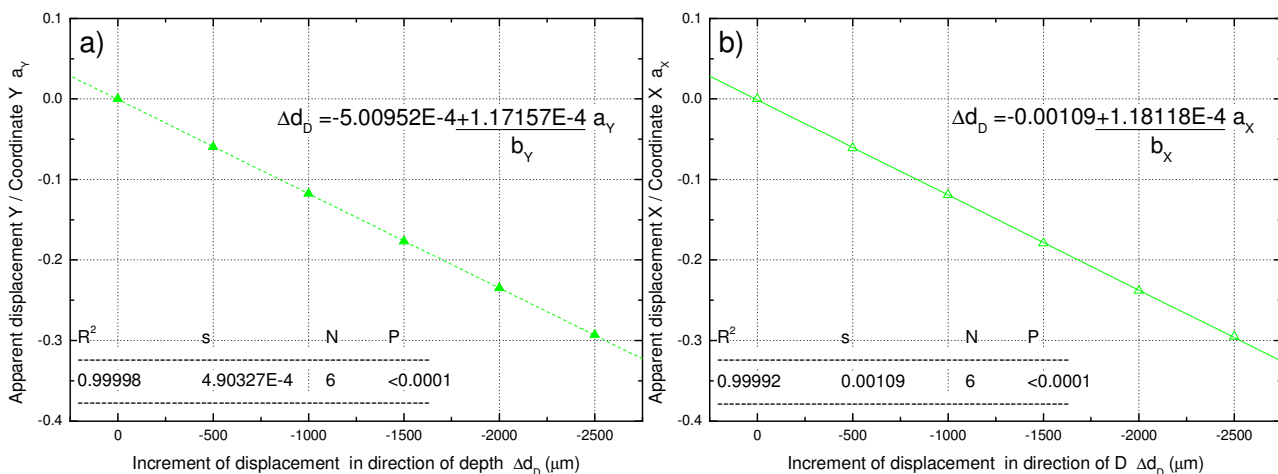 a)
Apparent displacement Y / Coordinate Y a_Y
0.1
0.0
-0.1
-0.2
-0.3
-0.4
Δd_D =-5.00952E-4+1.17157E-4 a_Y
b_Y
R² s N P
0.99998 4.90327E-4 6 <0.0001
0 -500 -1000 -1500 -2000 -2500
Increment of displacement in direction of depth Δd_D (μm)
b)
Apparent displacement X / Coordinate X a_X
0.1
0.0
-0.1
-0.2
-0.3
-0.4
Δd_D =-0.00109+1.18118E-4 a_X
b_X
R² s N P
0.99992 0.00109 6 <0.0001
0 -500 -1000 -1500 -2000 -2500
Increment of displacement in direction of D Δd_D (μm)